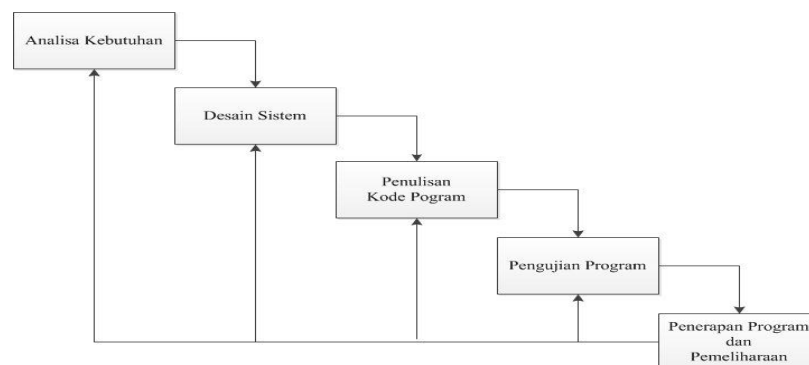 Analisa Kebutuhan
Desain Sistem
Penulisan
Kode Pogram
Pengujian Program
Penerapan Program
dan
Pemeliharaan